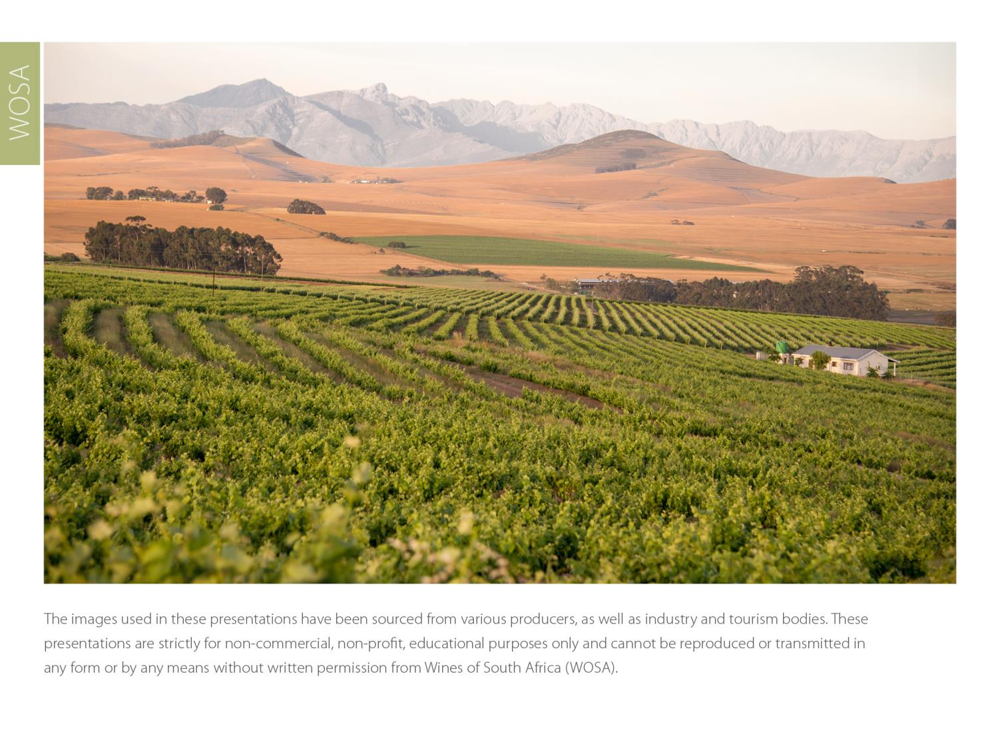 WOSA
The images used in these presentations have been sourced from various producers, as well as industry and tourism bodies. These
presentations are strictly for non-commercial, non-profit, educational purposes only and cannot be reproduced or transmitted in
any form or by any means without written permission from Wines of South Africa (WOSA).